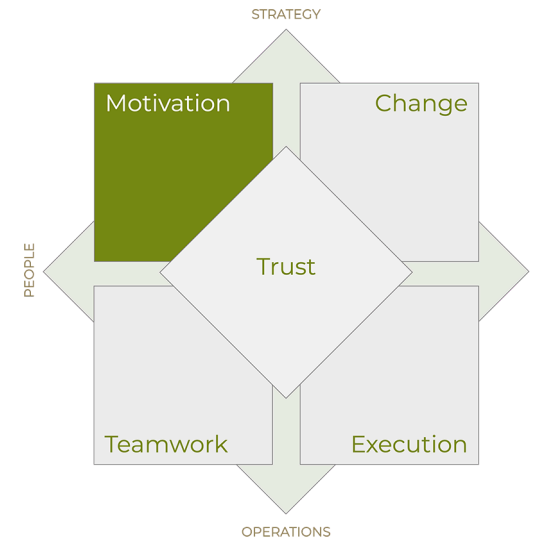 STRATEGY
Motivation
Change
PEOPLE
Trust
Teamwork
Execution
OPERATIONS